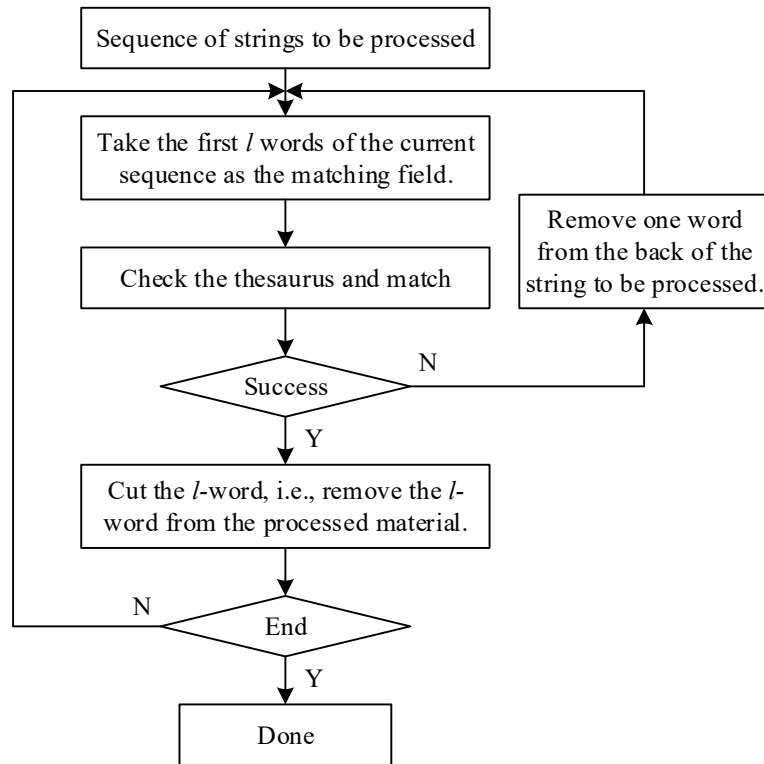 Sequence of strings to be processed
Take the first l words of the current
sequence as the matching field.
Remove one word
from the back of the
string to be processed.
Check the thesaurus and match
Success
N
Y
Cut the l-word, i.e., remove the l-
word from the processed material.
N
End
Y
Done